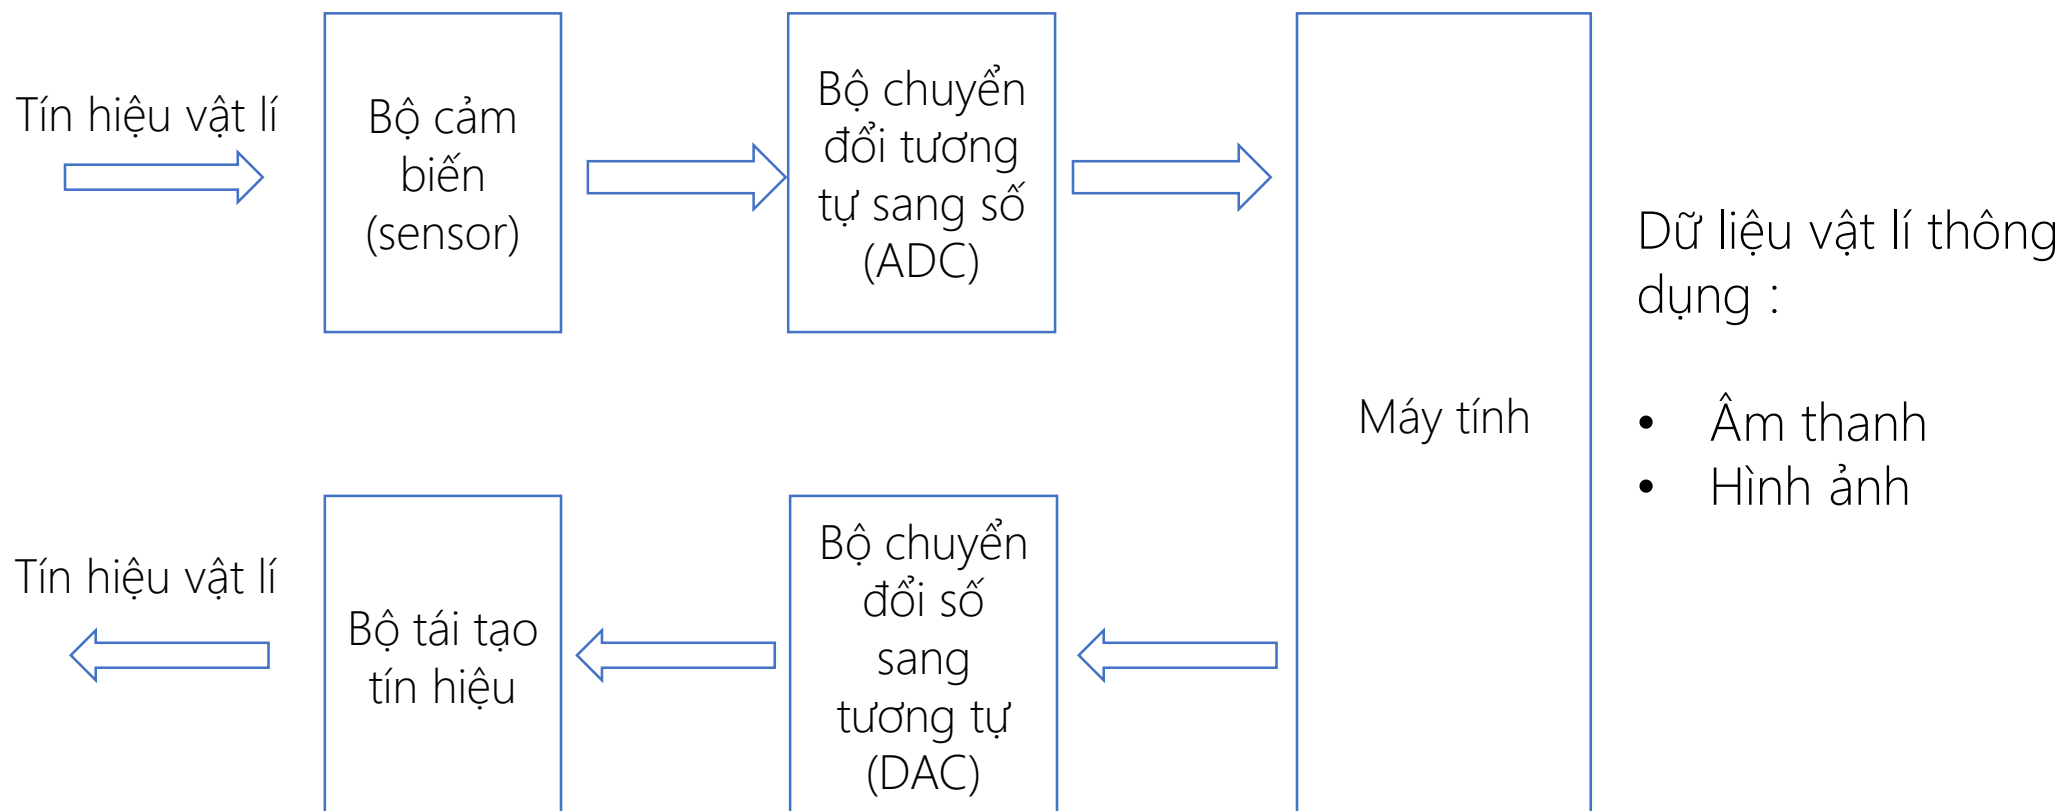 Tín hiệu vật lí
Bộ cảm
biến
(sensor)
Bộ chuyển
đổi tương
tự sang số
(ADC)
Máy tính
Dữ liệu vật lí thông
dụng :
• Âm thanh
• Hình ảnh
Tín hiệu vật lí
Bộ tái tạo
tín hiệu
Bộ chuyển
đổi số
sang
tương tự
(DAC)